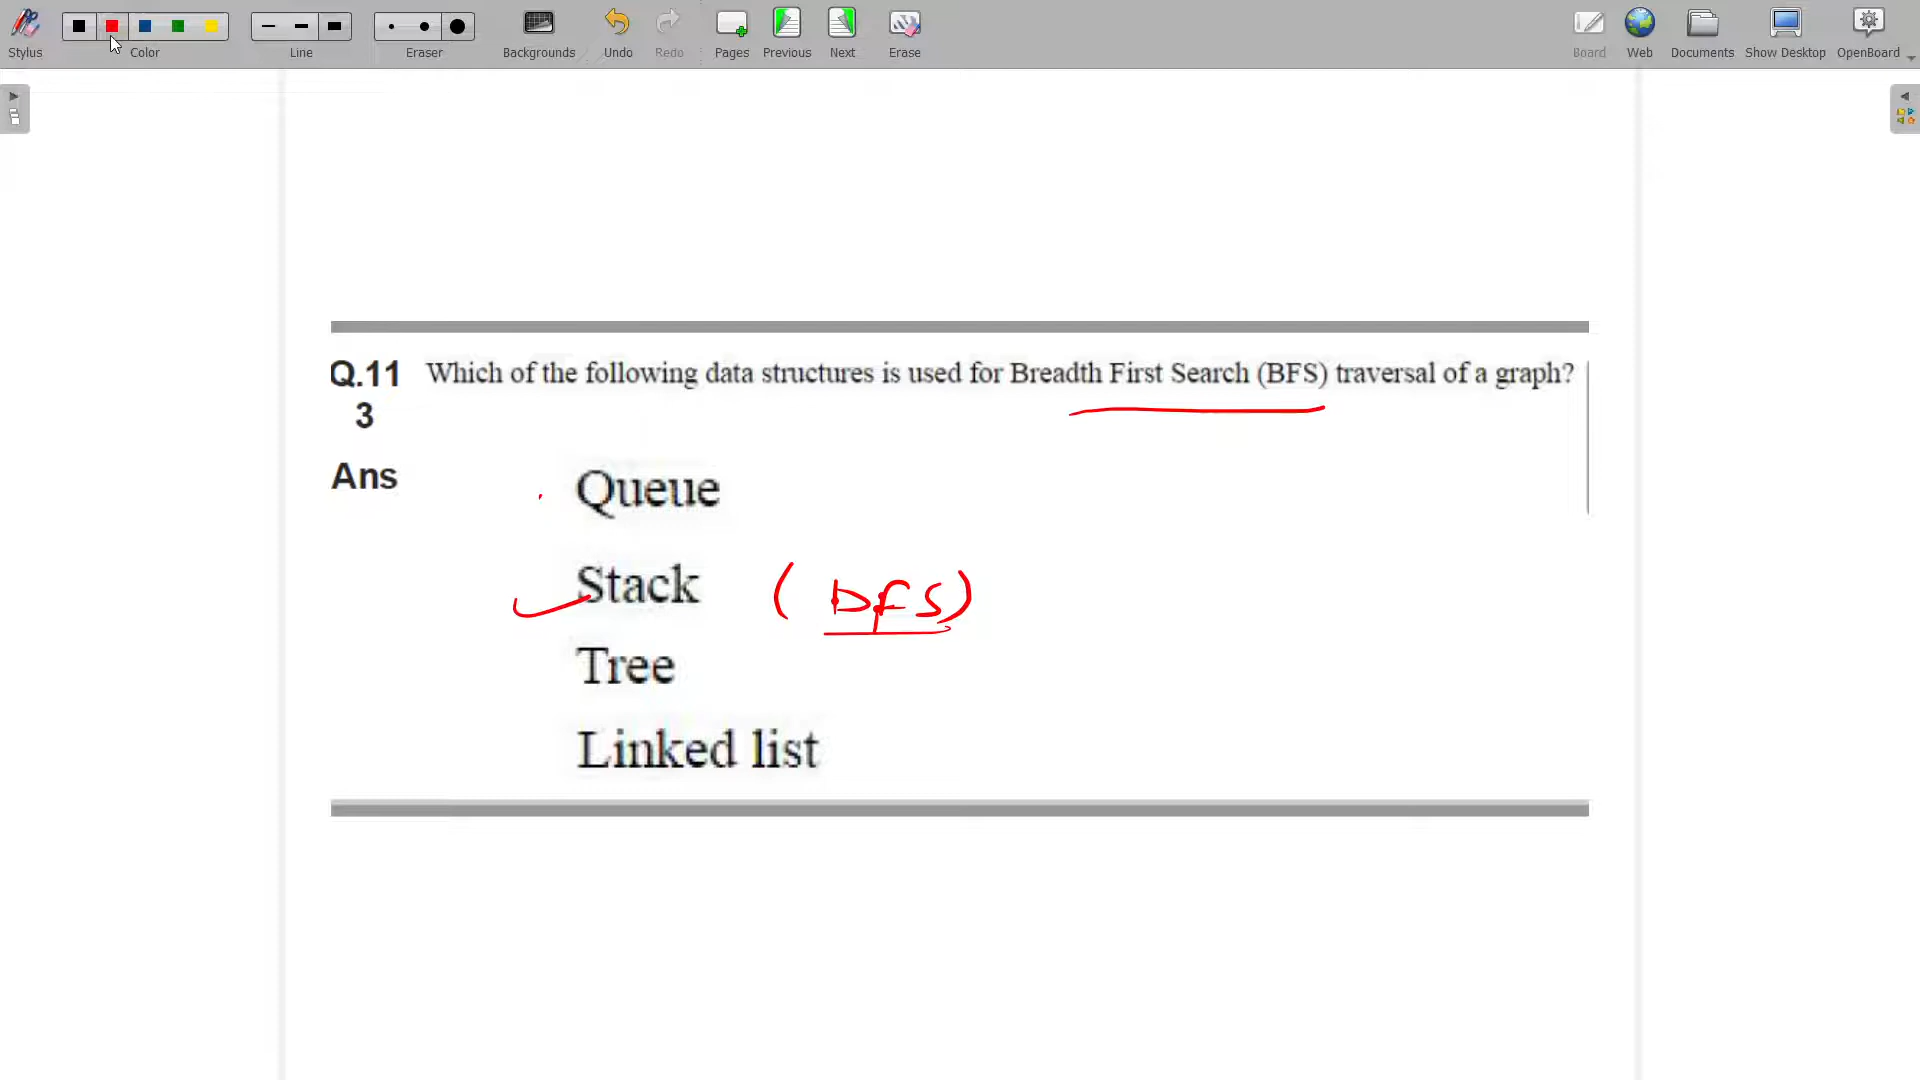 Stylus Color Line Eraser Backgrounds Undo Redo Pages Previous Next Erase Board Web Documents Show Desktop OpenBoard
Q.11 Which of the following data structures is used for Breadth First Search (BFS) traversal of a graph?
3
Ans
Queue
Stack (DFS)
Tree
Linked list